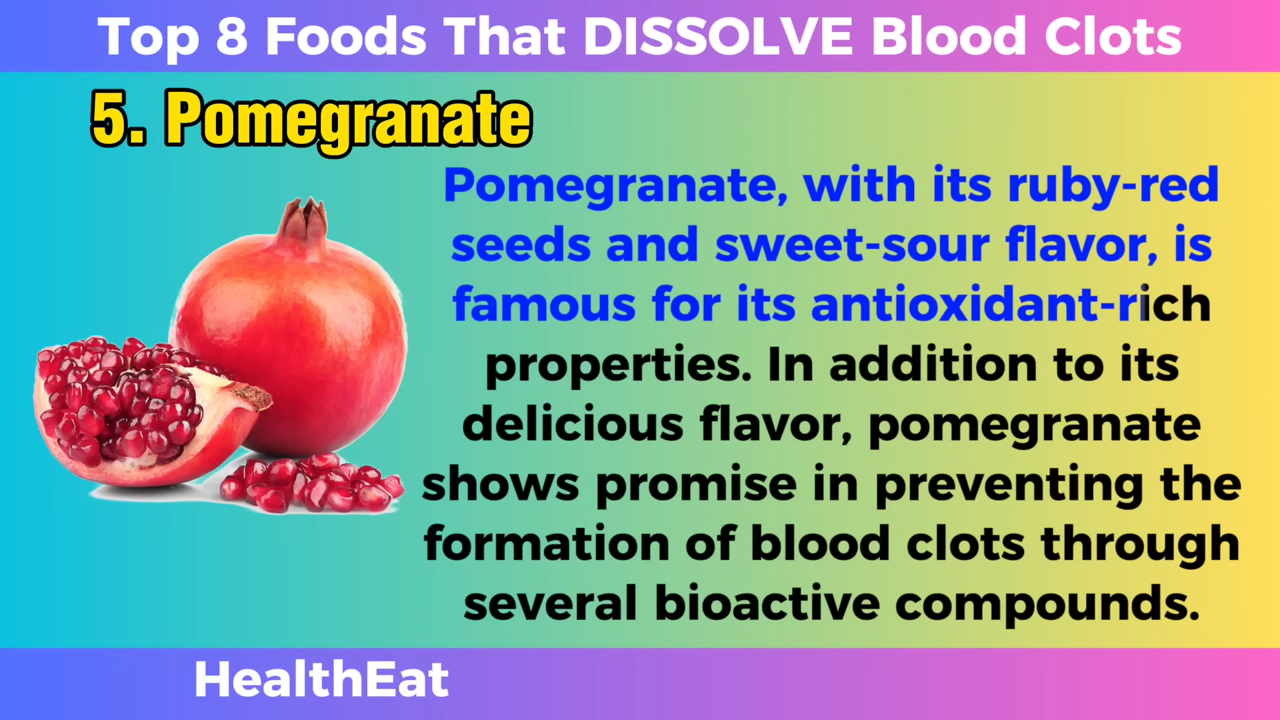 Top 8 Foods That DISSOLVE Blood Clots
5. Pomegranate
Pomegranate, with its ruby-red
seeds and sweet-sour flavor, is
famous for its antioxidant-rich
properties. In addition to its
delicious flavor, pomegranate
shows promise in preventing the
formation of blood clots through
several bioactive compounds.
HealthEat